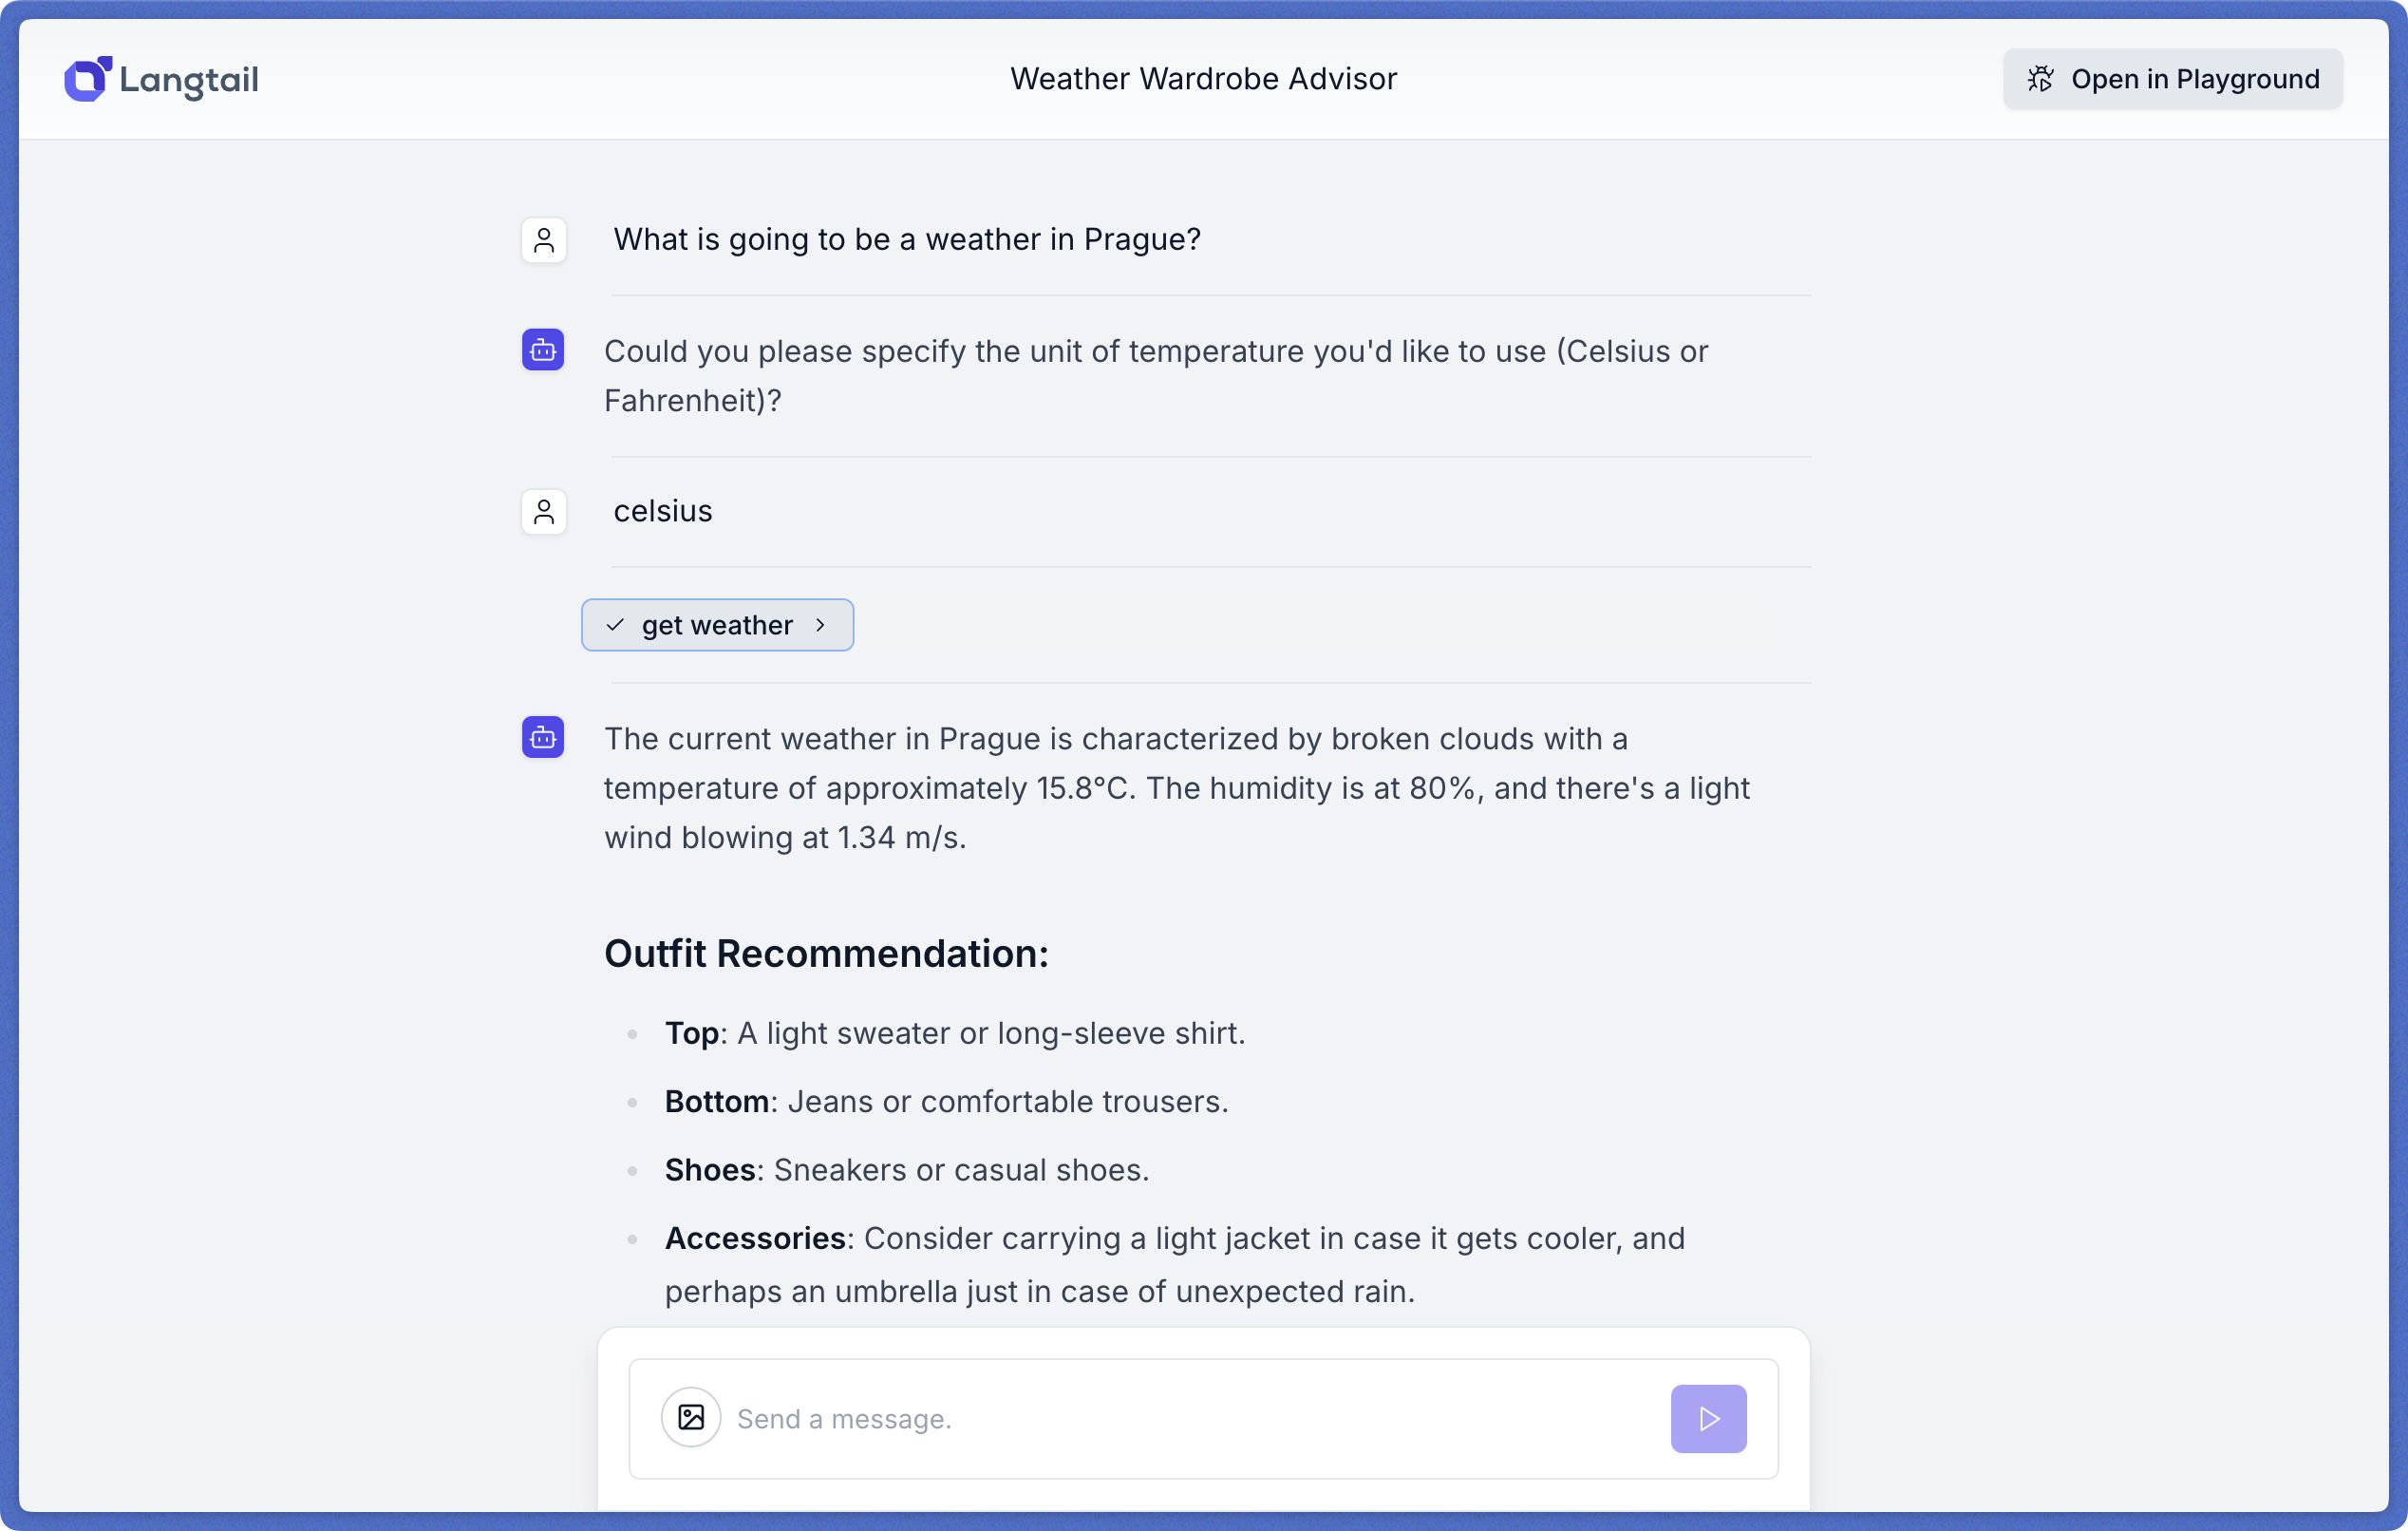 Langtail
Weather Wardrobe Advisor
Open in Playground
What is going to be a weather in Prague?
Could you please specify the unit of temperature you'd like to use (Celsius or
Fahrenheit)?
celsius
get weather
The current weather in Prague is characterized by broken clouds with a
temperature of approximately 15.8°C. The humidity is at 80%, and there's a light
wind blowing at 1.34 m/s.
Outfit Recommendation:
Top: A light sweater or long-sleeve shirt.
Bottom: Jeans or comfortable trousers.
Shoes: Sneakers or casual shoes.
Accessories: Consider carrying a light jacket in case it gets cooler, and
perhaps an umbrella just in case of unexpected rain.
Send a message.